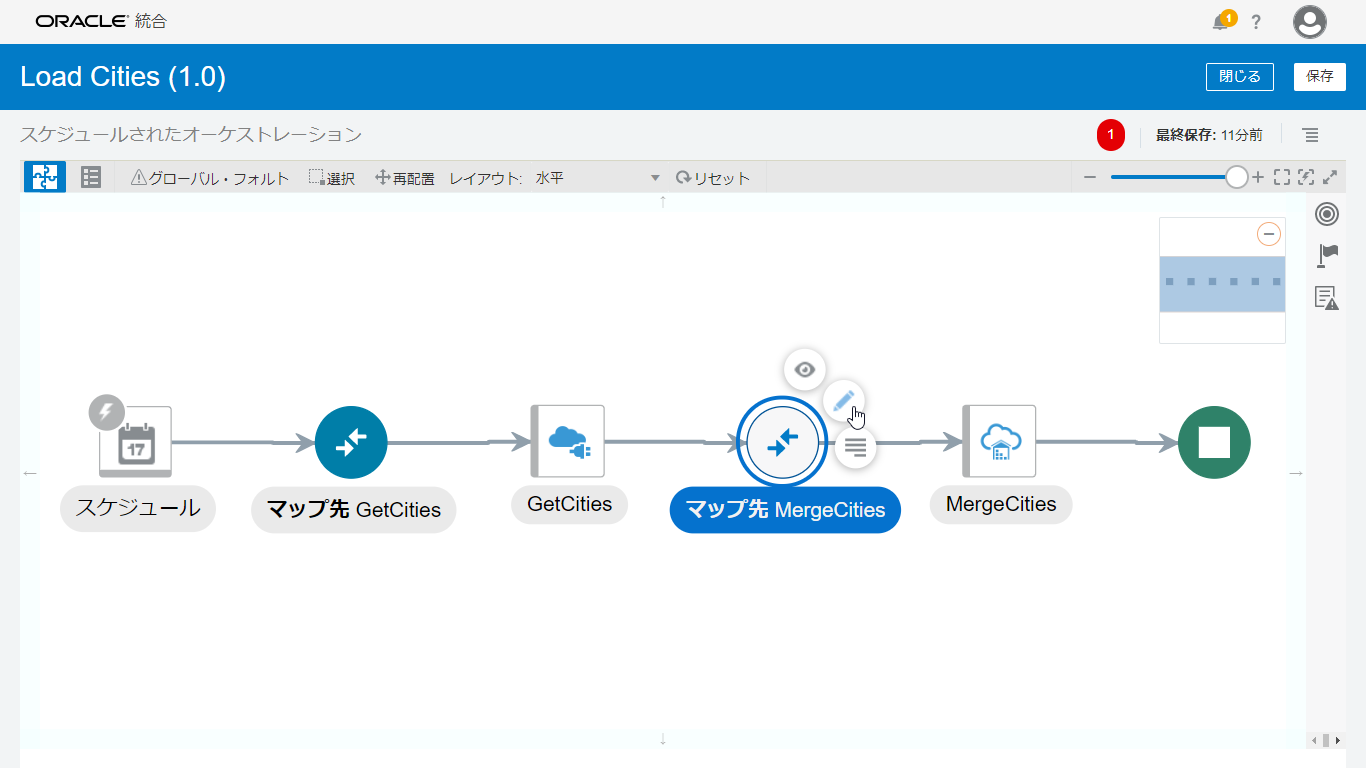 ORACLE 統合
1 ?
Load Cities (1.0)
閉じる 保存
スケジュールされたオーケストレーション
1 最終保存: 11分前
グローバル・フォルト 選択 再配置 レイアウト: 水平 リセット
17
スケジュール
マップ先 GetCities
GetCities
マップ先 MergeCities
MergeCities